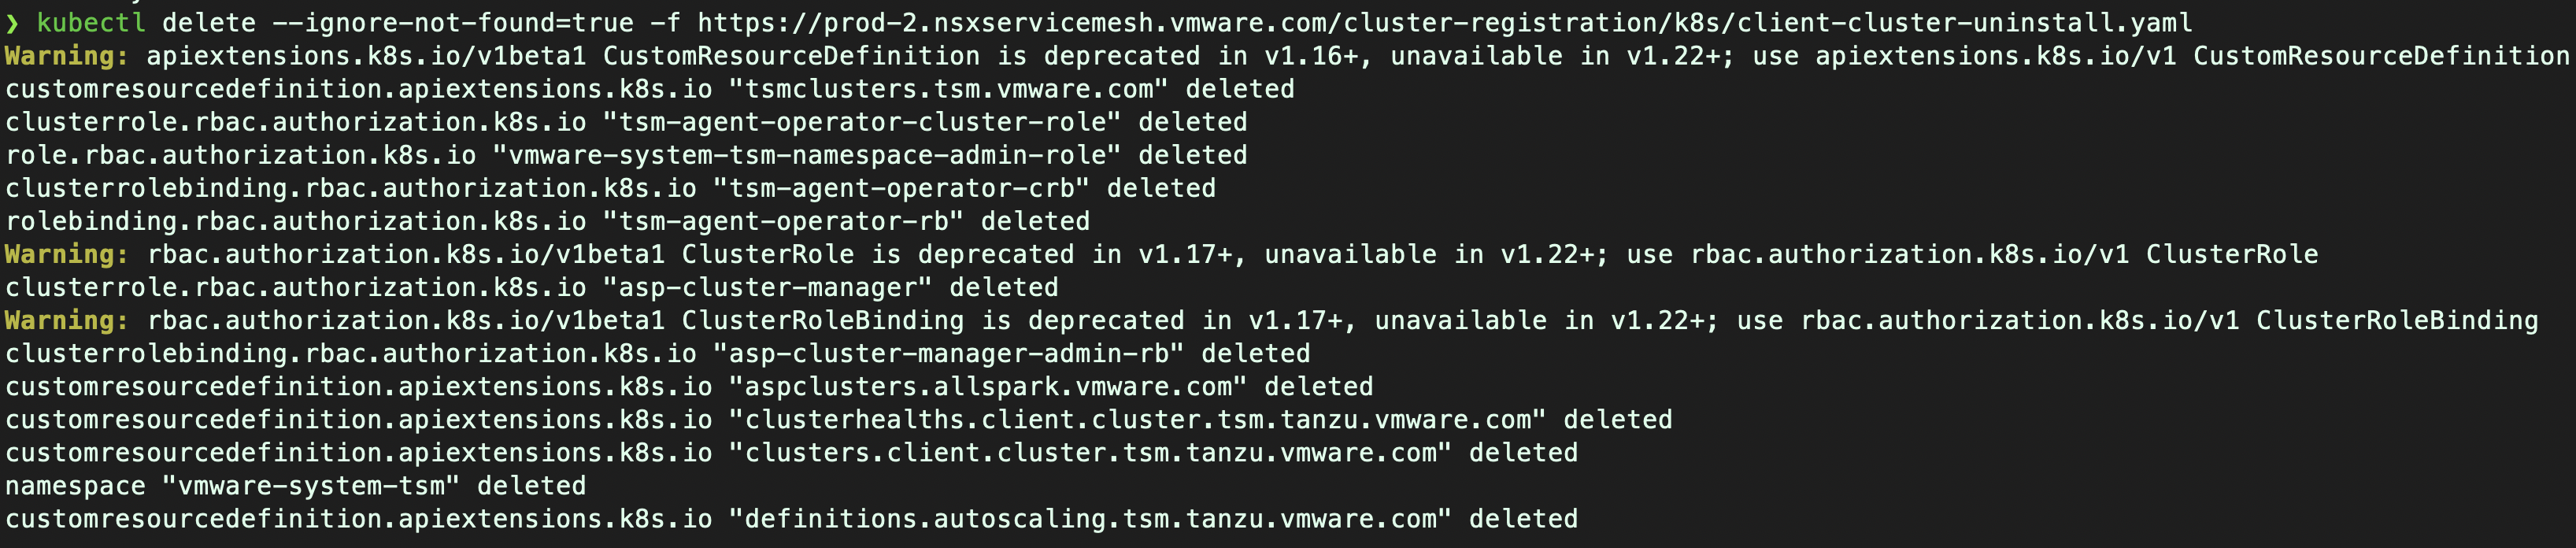 ❯ kubectl delete --ignore-not-found=true -f https://prod-2.nsxservicemesh.vmware.com/cluster-registration/k8s/client-cluster-uninstall.yaml
Warning: apiextensions.k8s.io/v1beta1 CustomResourceDefinition is deprecated in v1.16+, unavailable in v1.22+; use apiextensions.k8s.io/v1 CustomResourceDefinition
customresourcedefinition.apiextensions.k8s.io "tsmclusters.tsm.vmware.com" deleted
clusterrole.rbac.authorization.k8s.io "tsm-agent-operator-cluster-role" deleted
role.rbac.authorization.k8s.io "vmware-system-tsm-namespace-admin-role" deleted
clusterrolebinding.rbac.authorization.k8s.io "tsm-agent-operator-crb" deleted
rolebinding.rbac.authorization.k8s.io "tsm-agent-operator-rb" deleted
Warning: rbac.authorization.k8s.io/v1beta1 ClusterRole is deprecated in v1.17+, unavailable in v1.22+; use rbac.authorization.k8s.io/v1 ClusterRole
clusterrole.rbac.authorization.k8s.io "asp-cluster-manager" deleted
Warning: rbac.authorization.k8s.io/v1beta1 ClusterRoleBinding is deprecated in v1.17+, unavailable in v1.22+; use rbac.authorization.k8s.io/v1 ClusterRoleBinding
clusterrolebinding.rbac.authorization.k8s.io "asp-cluster-manager-admin-rb" deleted
customresourcedefinition.apiextensions.k8s.io "aspclusters.allspark.vmware.com" deleted
customresourcedefinition.apiextensions.k8s.io "clusterhealths.client.cluster.tsm.tanzu.vmware.com" deleted
customresourcedefinition.apiextensions.k8s.io "clusters.client.cluster.tsm.tanzu.vmware.com" deleted
namespace "vmware-system-tsm" deleted
customresourcedefinition.apiextensions.k8s.io "definitions.autoscaling.tsm.tanzu.vmware.com" deleted